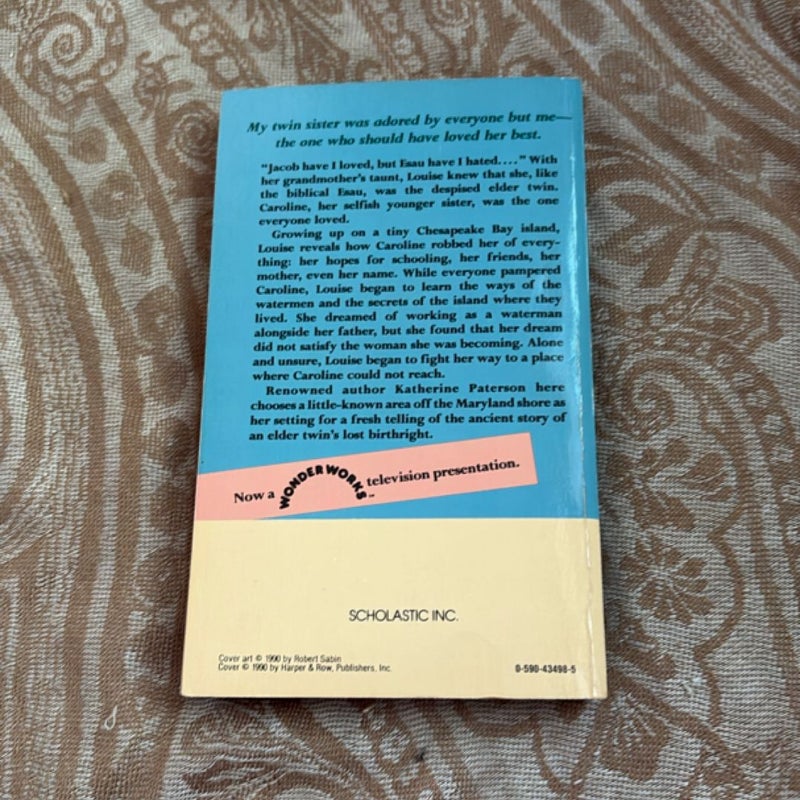 My twin sister was adored by everyone but me—
the one who should have loved her best.
"Jacob have I loved, but Esau have I hated...." With
her grandmother's taunt, Louise knew that she, like
the biblical Esau, was the despised elder twin.
Caroline, her selfish younger sister, was the one
everyone loved.
Growing up on a tiny Chesapeake Bay island,
Louise reveals how Caroline robbed her of every-
thing: her hopes for schooling, her friends, her
mother, even her name. While everyone pampered
Caroline, Louise began to learn the ways of the
watermen and the secrets of the island where they
lived. She dreamed of working as a waterman
alongside her father, but she found that her dream
did not satisfy the woman she was becoming. Alone
and unsure, Louise began to fight her way to a place
where Caroline could not reach.
Renowned author Katherine Paterson here
chooses a little-known area off the Maryland shore as
her setting for a fresh telling of the ancient story of
an elder twin's lost birthright.
Now a WONDERWORKS™ television presentation.
SCHOLASTIC INC.
Cover art © 1990 by Robert Sabin
Cover © 1990 by Harper & Row, Publishers, Inc.
0-590-43498-5